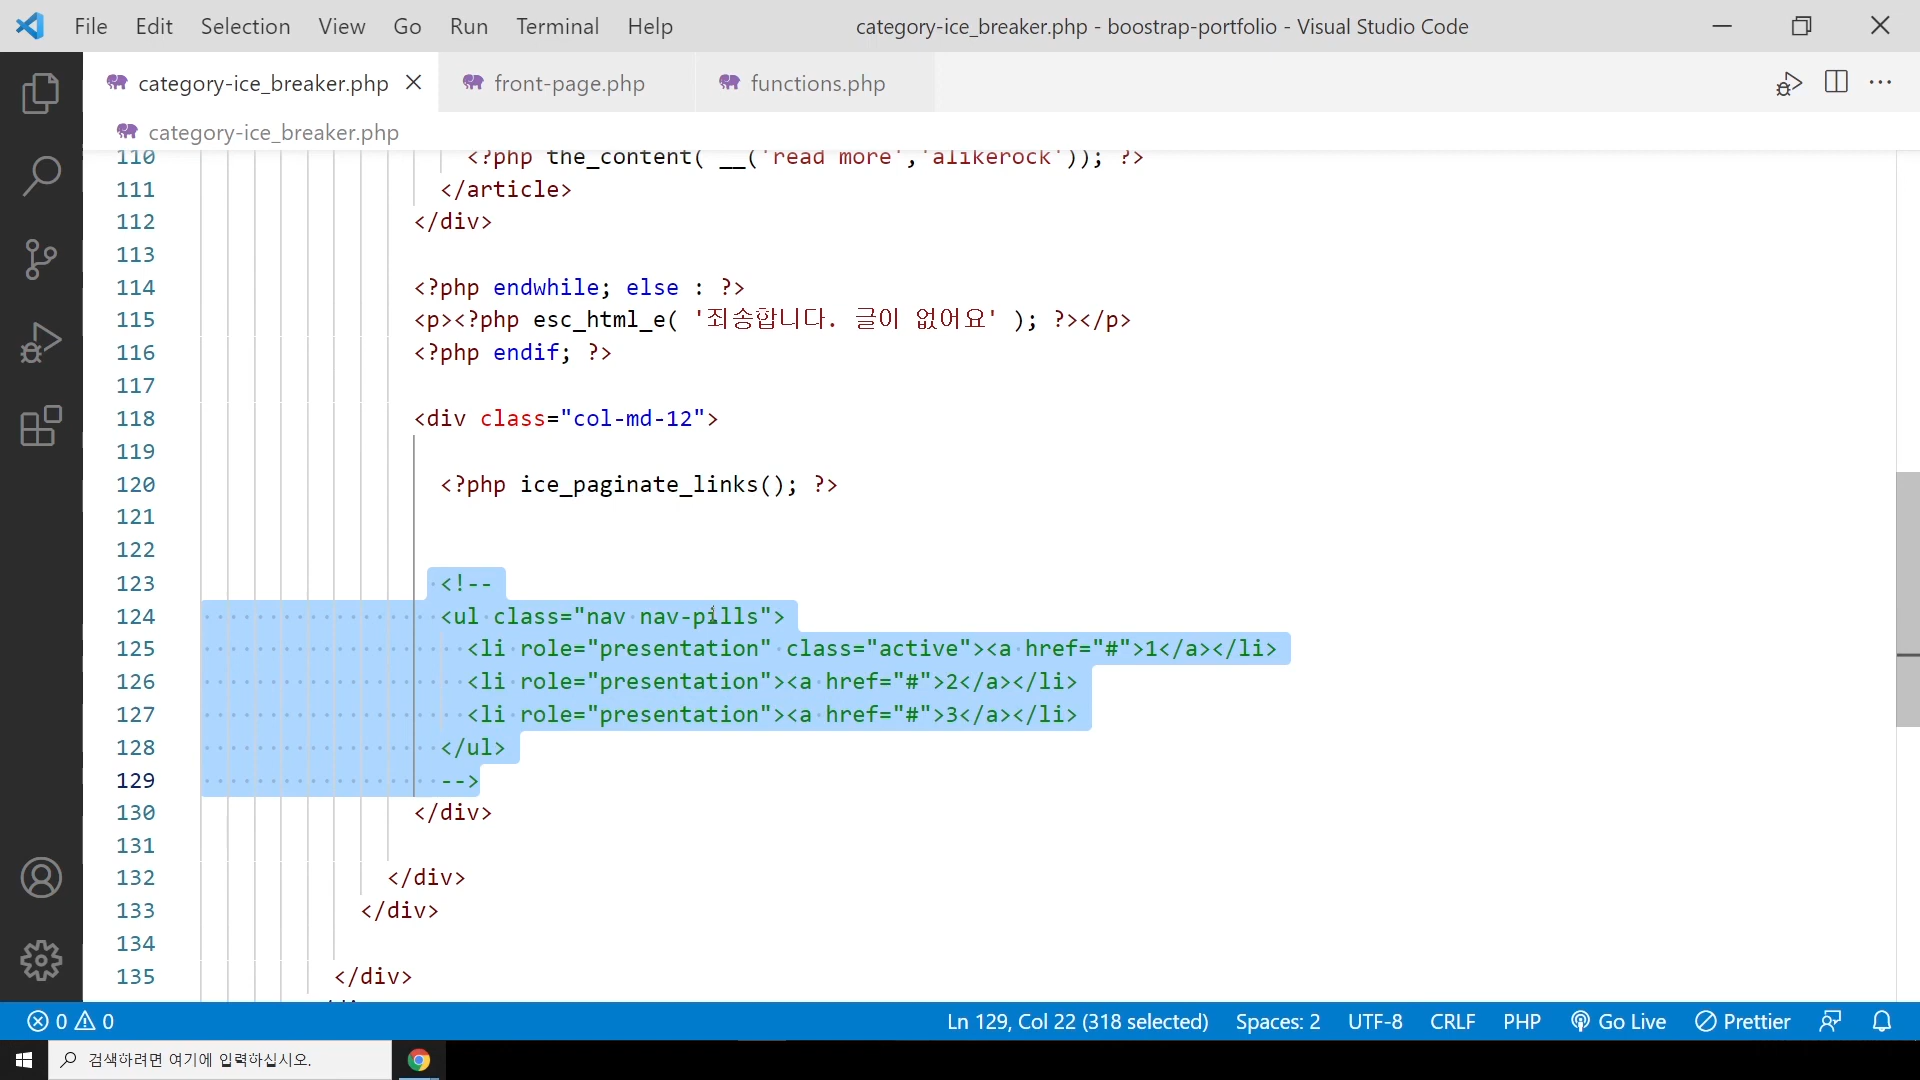 File Edit Selection View Go Run Terminal Help category-ice_breaker.php - boostrap-portfolio - Visual Studio Code
category-ice_breaker.php front-page.php functions.php
category-ice_breaker.php
110 <?php the_content( __('read more','alikerock')); ?>
111 </article>
112 </div>
113
114 <?php endwhile; else : ?>
115 <p><?php esc_html_e( '죄송합니다. 글이 없어요' ); ?></p>
116 <?php endif; ?>
117
118 <div class="col-md-12">
119
120 <?php ice_paginate_links(); ?>
121
122
123 <!--
124 <ul class="nav nav-pills">
125 <li role="presentation" class="active"><a href="#">1</a></li>
126 <li role="presentation"><a href="#">2</a></li>
127 <li role="presentation"><a href="#">3</a></li>
128 </ul>
129 -->
130 </div>
131
132 </div>
133 </div>
134
135 </div>
0 0 Ln 129, Col 22 (318 selected) Spaces: 2 UTF-8 CRLF PHP Go Live Prettier
검색하려면 여기에 입력하십시오.